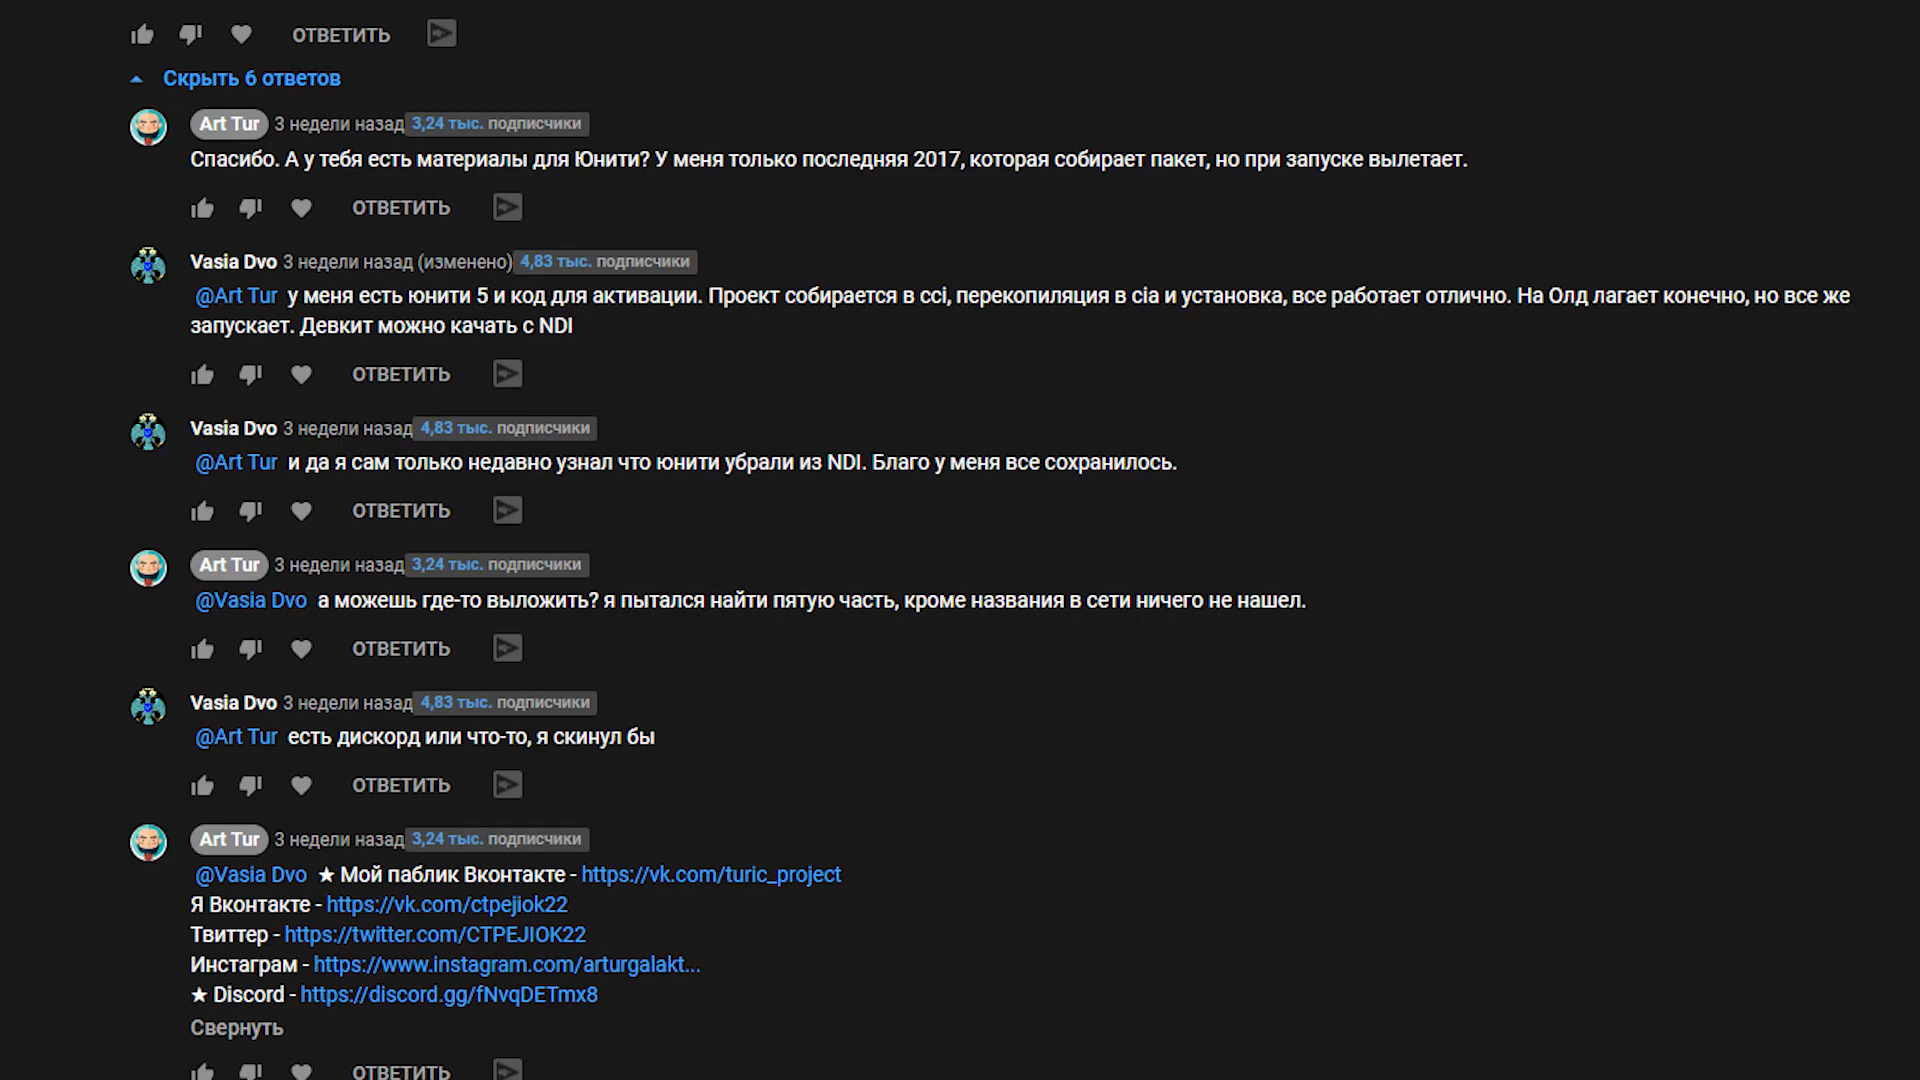 ОТВЕТИТЬ
Скрыть 6 ответов
Art Tur 3 недели назад 3,24 тыс. подписчики
Спасибо. А у тебя есть материалы для Юнити? У меня только последняя 2017, которая собирает пакет, но при запуске вылетает.
ОТВЕТИТЬ
Vasia Dvo 3 недели назад (изменено) 4,83 тыс. подписчики
@Art Tur у меня есть юнити 5 и код для активации. Проект собирается в cci, перекопиляция в cia и установка, все работает отлично. На Олд лагает конечно, но все же
запускает. Девкит можно качать с NDI
ОТВЕТИТЬ
Vasia Dvo 3 недели назад 4,83 тыс. подписчики
@Art Tur и да я сам только недавно узнал что юнити убрали из NDI. Благо у меня все сохранилось.
ОТВЕТИТЬ
Art Tur 3 недели назад 3,24 тыс. подписчики
@Vasia Dvo а можешь где-то выложить? я пытался найти пятую часть, кроме названия в сети ничего не нашел.
ОТВЕТИТЬ
Vasia Dvo 3 недели назад 4,83 тыс. подписчики
@Art Tur есть дискорд или что-то, я скинул бы
ОТВЕТИТЬ
Art Tur 3 недели назад 3,24 тыс. подписчики
@Vasia Dvo ★ Мой паблик Вконтакте - https://vk.com/turic_project
Я Вконтакте - https://vk.com/ctpejiok22
Твиттер - https://twitter.com/CTPEJIOK22
Инстаграм - https://www.instagram.com/arturgalakt...
★ Discord - https://discord.gg/fNvqDETmx8
Свернуть
ОТВЕТИТЬ